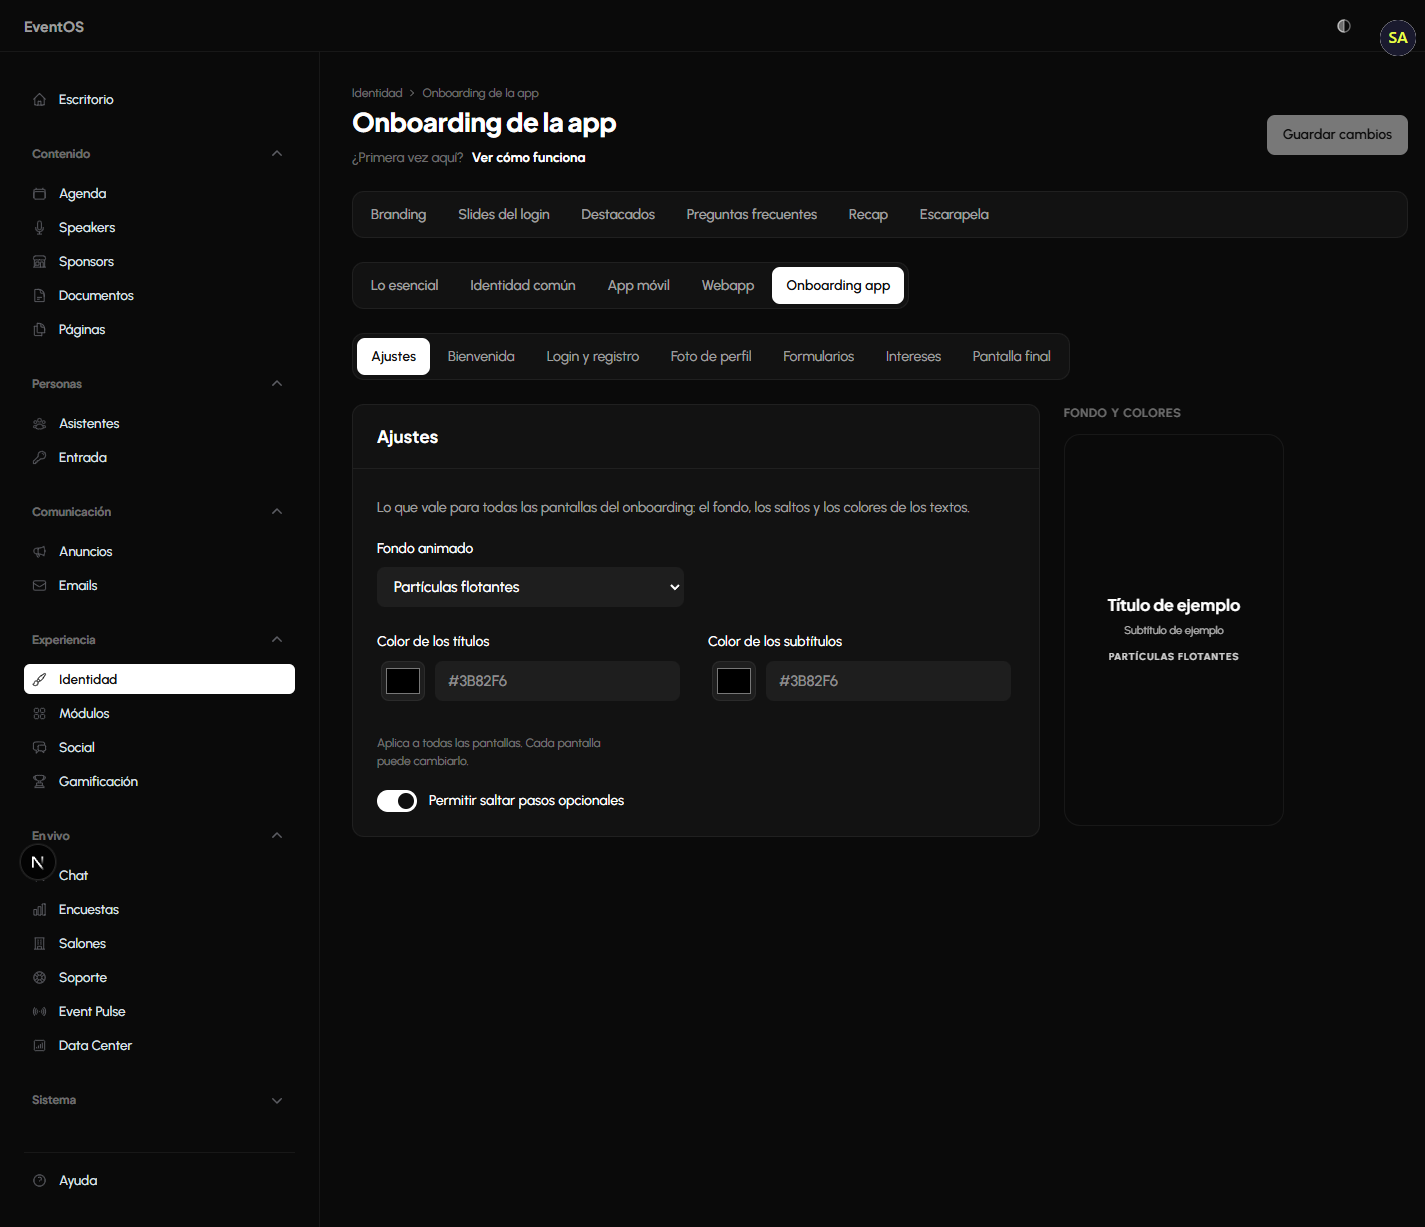 EventOS
SA
Escritorio
Contenido
Agenda
Speakers
Sponsors
Documentos
Páginas
Personas
Asistentes
Entrada
Comunicación
Anuncios
Emails
Experiencia
Identidad
Módulos
Social
Gamificación
En vivo
N
Chat
Encuestas
Salones
Soporte
Event Pulse
Data Center
Sistema
Ayuda
Identidad > Onboarding de la app
Onboarding de la app
¿Primera vez aquí? Ver cómo funciona
Guardar cambios
Branding Slides del login Destacados Preguntas frecuentes Recap Escarapela
Lo esencial Identidad común App móvil Webapp Onboarding app
Ajustes Bienvenida Login y registro Foto de perfil Formularios Intereses Pantalla final
Ajustes
Lo que vale para todas las pantallas del onboarding: el fondo, los saltos y los colores de los textos.
Fondo animado
Partículas flotantes
Color de los títulos Color de los subtítulos
#3B82F6 #3B82F6
Aplica a todas las pantallas. Cada pantalla
puede cambiarlo.
Permitir saltar pasos opcionales
FONDO Y COLORES
Título de ejemplo
Subtítulo de ejemplo
PARTÍCULAS FLOTANTES